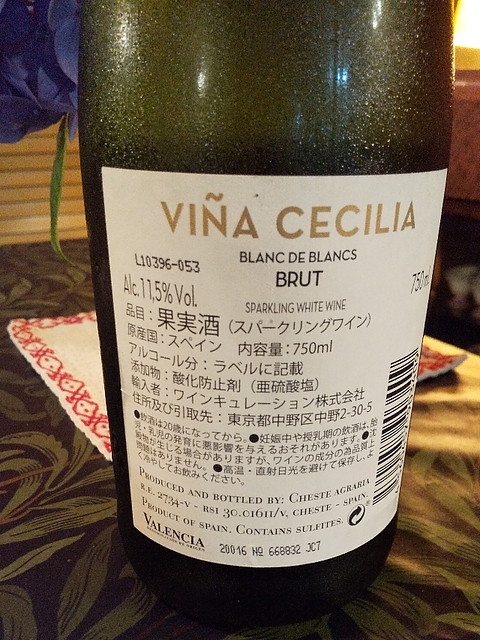 VIÑA CECILIA
L10396-053
BLANC DE BLANCS
BRUT
Alc.11,5% Vol.
750ml
SPARKLING WHITE WINE
品目：果実酒（スパークリングワイン）
原産国：スペイン 内容量：750ml
アルコール分：ラベルに記載
添加物：酸化防止剤（亜硫酸塩）
輸入者：ワインキュレーション株式会社
住所及び引取先：東京都中野区中野2-30-5
●飲酒は20歳になってから。●妊娠中や授乳期の飲酒は、胎
児・乳児の発育に悪影響を与えるおそれがあります。●沈
殿物が生じる場合がありますが、ワインの成分の為品質上
問題はありません。●高温・直射日光を避けて保存し、よ
く冷やしてお飲みください。
PRODUCED AND BOTTLED BY: CHESTE AGRARIA
R.E. 2734-V - RSI 30.01611/V, CHESTE - SPAIN.
PRODUCT OF SPAIN. CONTAINS SULFITES.
VALENCIA
20016 Nº 668832 JC7